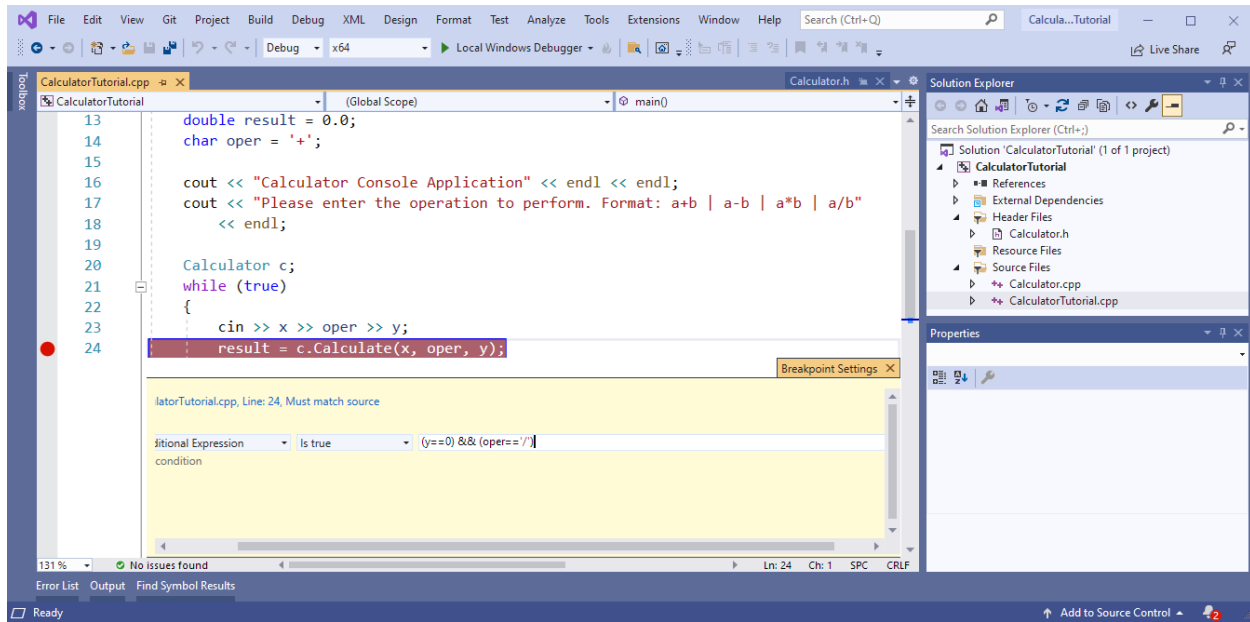 File Edit View Git Project Build Debug XML Design Format Test Analyze Tools Extensions Window Help Search (Ctrl+Q) Calcula...Tutorial
Debug x64 Local Windows Debugger Live Share
Toolbox
CalculatorTutorial.cpp Calculator.h
CalculatorTutorial (Global Scope) main()
13 double result = 0.0;
14 char oper = '+';
15
16 cout << "Calculator Console Application" << endl << endl;
17 cout << "Please enter the operation to perform. Format: a+b | a-b | a*b | a/b"
18 << endl;
19
20 Calculator c;
21 while (true)
22 {
23 cin >> x >> oper >> y;
24 result = c.Calculate(x, oper, y);
Breakpoint Settings
latorTutorial.cpp, Line: 24, Must match source
ditional Expression Is true (y==0) && (oper=='/')
condition
131 % No issues found Ln: 24 Ch: 1 SPC CRLF
Solution Explorer
Search Solution Explorer (Ctrl+;)
Solution 'CalculatorTutorial' (1 of 1 project)
CalculatorTutorial
References
External Dependencies
Header Files
Calculator.h
Resource Files
Source Files
++ Calculator.cpp
++ CalculatorTutorial.cpp
Properties
Error List Output Find Symbol Results
Ready Add to Source Control 2